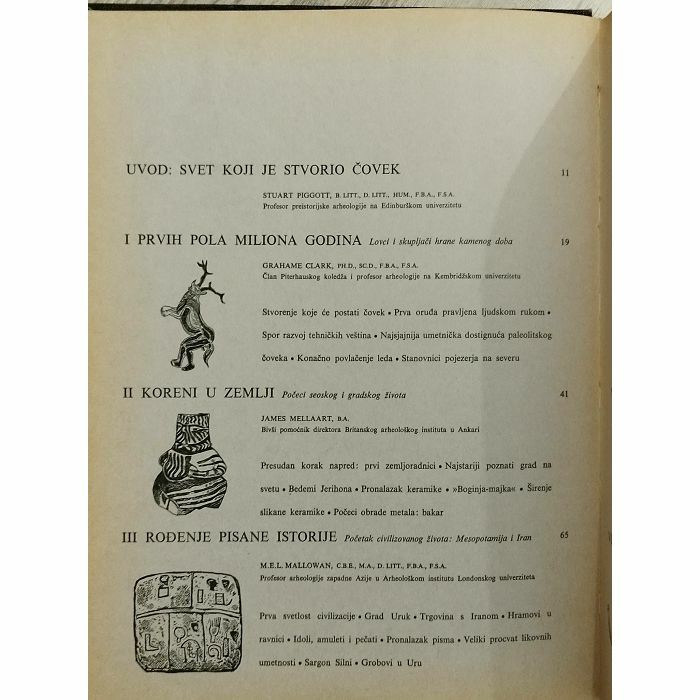 UVOD: SVET KOJI JE STVORIO ČOVEK 11
STUART PIGGOTT, B. LITT., D. LITT., HUM., F.B.A., F.S.A.
Profesor preistorijske arheologije na Edinburškom univerzitetu
I PRVIH POLA MILIONA GODINA Lovci i skupljači hrane kamenog doba 19
GRAHAME CLARK, PH.D., SC.D., F.B.A., F.S.A.
Član Piterhauskog koledža i profesor arheologije na Kembridžskom univerzitetu
Stvorenje koje će postati čovek • Prva oruđa pravljena ljudskom rukom •
Spor razvoj tehničkih veština • Najsjajnija umetnička dostignuća paleolitskog
čoveka • Konačno povlačenje leda • Stanovnici pojezerja na severu
II KORENI U ZEMLJI Počeci seoskog i gradskog života 41
JAMES MELLAART, B.A.
Bivši pomoćnik direktora Britanskog arheološkog instituta u Ankari
Presudan korak napred: prvi zemljoradnici • Najstariji poznati grad na
svetu • Bedemi Jerihona • Pronalazak keramike • »Boginja-majka« • Širenje
slikane keramike • Počeci obrade metala: bakar
III ROĐENJE PISANE ISTORIJE Početak civilizovanog života: Mesopotamija i Iran 65
M.E.L. MALLOWAN, C.B.E., M.A., D. LITT., F.B.A., F.S.A.
Profesor arheologije zapadne Azije u Arheološkom institutu Londonskog univerziteta
Prva svetlost civilizacije • Grad Uruk • Trgovina s Iranom • Hramovi u
ravnici • Idoli, amuleti i pečati • Pronalazak pisma • Veliki procvat likovnih
umetnosti • Sargon Silni • Grobovi u Uru